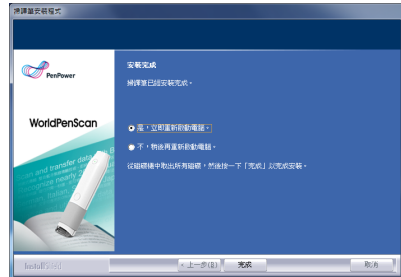 掃譯筆安裝程式
PenPower
安裝完成
掃譯筆已經安裝完成。
WorldPenScan
是，立即重新啟動電腦。
不，稍後再重新啟動電腦。
從磁碟機中取出所有磁碟，然後按一下「完成」以完成安裝。
InstallShield
< 上一步(B)
完成
取消